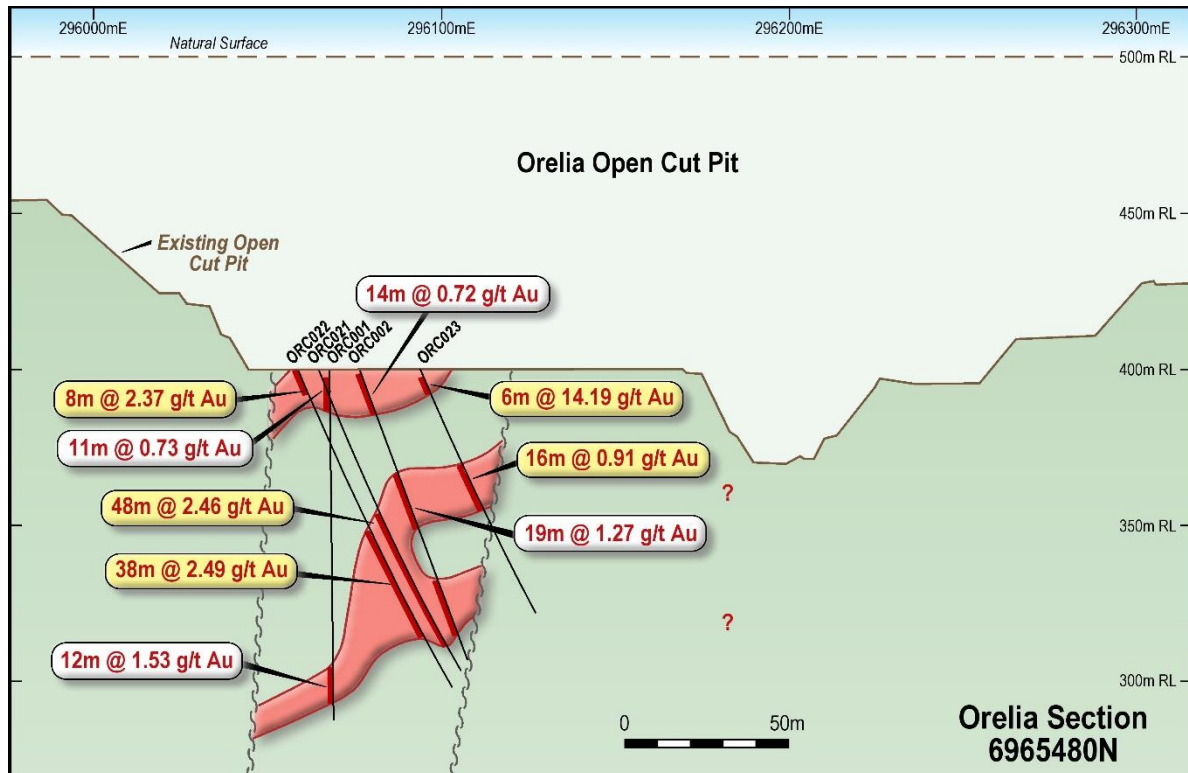 296000mE
296100mE
296200mE
296300mE
Natural Surface
500m RL
Orelia Open Cut Pit
450m RL
Existing Open
Cut Pit
14m @ 0.72 g/t Au
ORC022
ORC021
ORC001
ORC002
ORC023
400m RL
8m @ 2.37 g/t Au
6m @ 14.19 g/t Au
11m @ 0.73 g/t Au
16m @ 0.91 g/t Au
?
48m @ 2.46 g/t Au
19m @ 1.27 g/t Au
350m RL
38m @ 2.49 g/t Au
?
12m @ 1.53 g/t Au
300m RL
0
50m
Orelia Section
6965480N